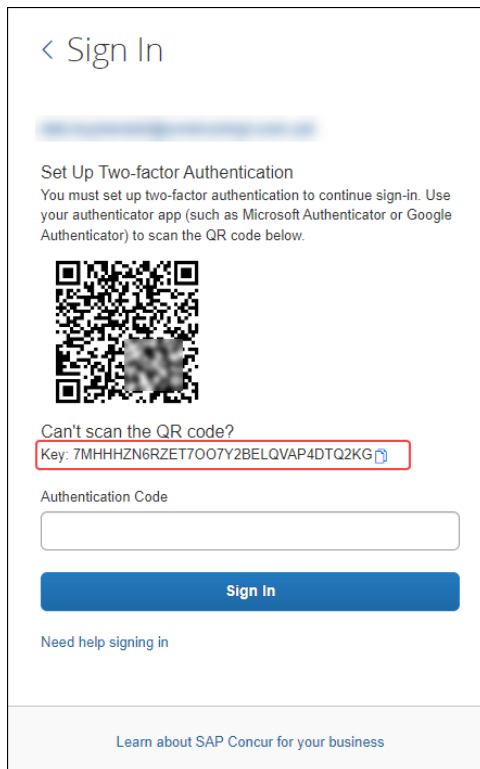 Sign In
Set Up Two-factor Authentication
You must set up two-factor authentication to continue sign-in. Use
your authenticator app (such as Microsoft Authenticator or Google
Authenticator) to scan the QR code below.
Can't scan the QR code?
Key: 7MHHHZN6RZET7OO7Y2BELQVAP4DTQ2KG
Authentication Code
Sign In
Need help signing in
Learn about SAP Concur for your business